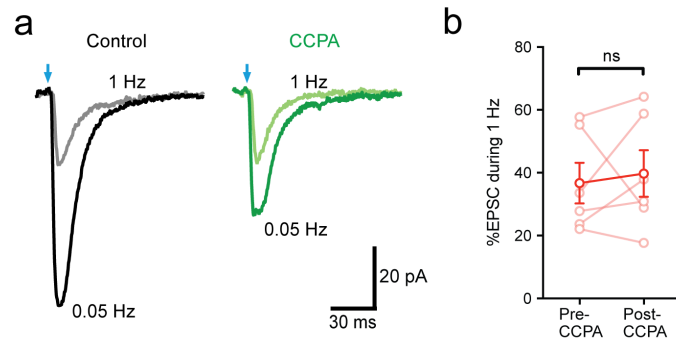 a
Control
CCPA
1 Hz
1 Hz
0.05 Hz
0.05 Hz
20 pA
30 ms
b
ns
%EPSC during 1 Hz
80
60
40
20
0
Pre-
CCPA
Post-
CCPA